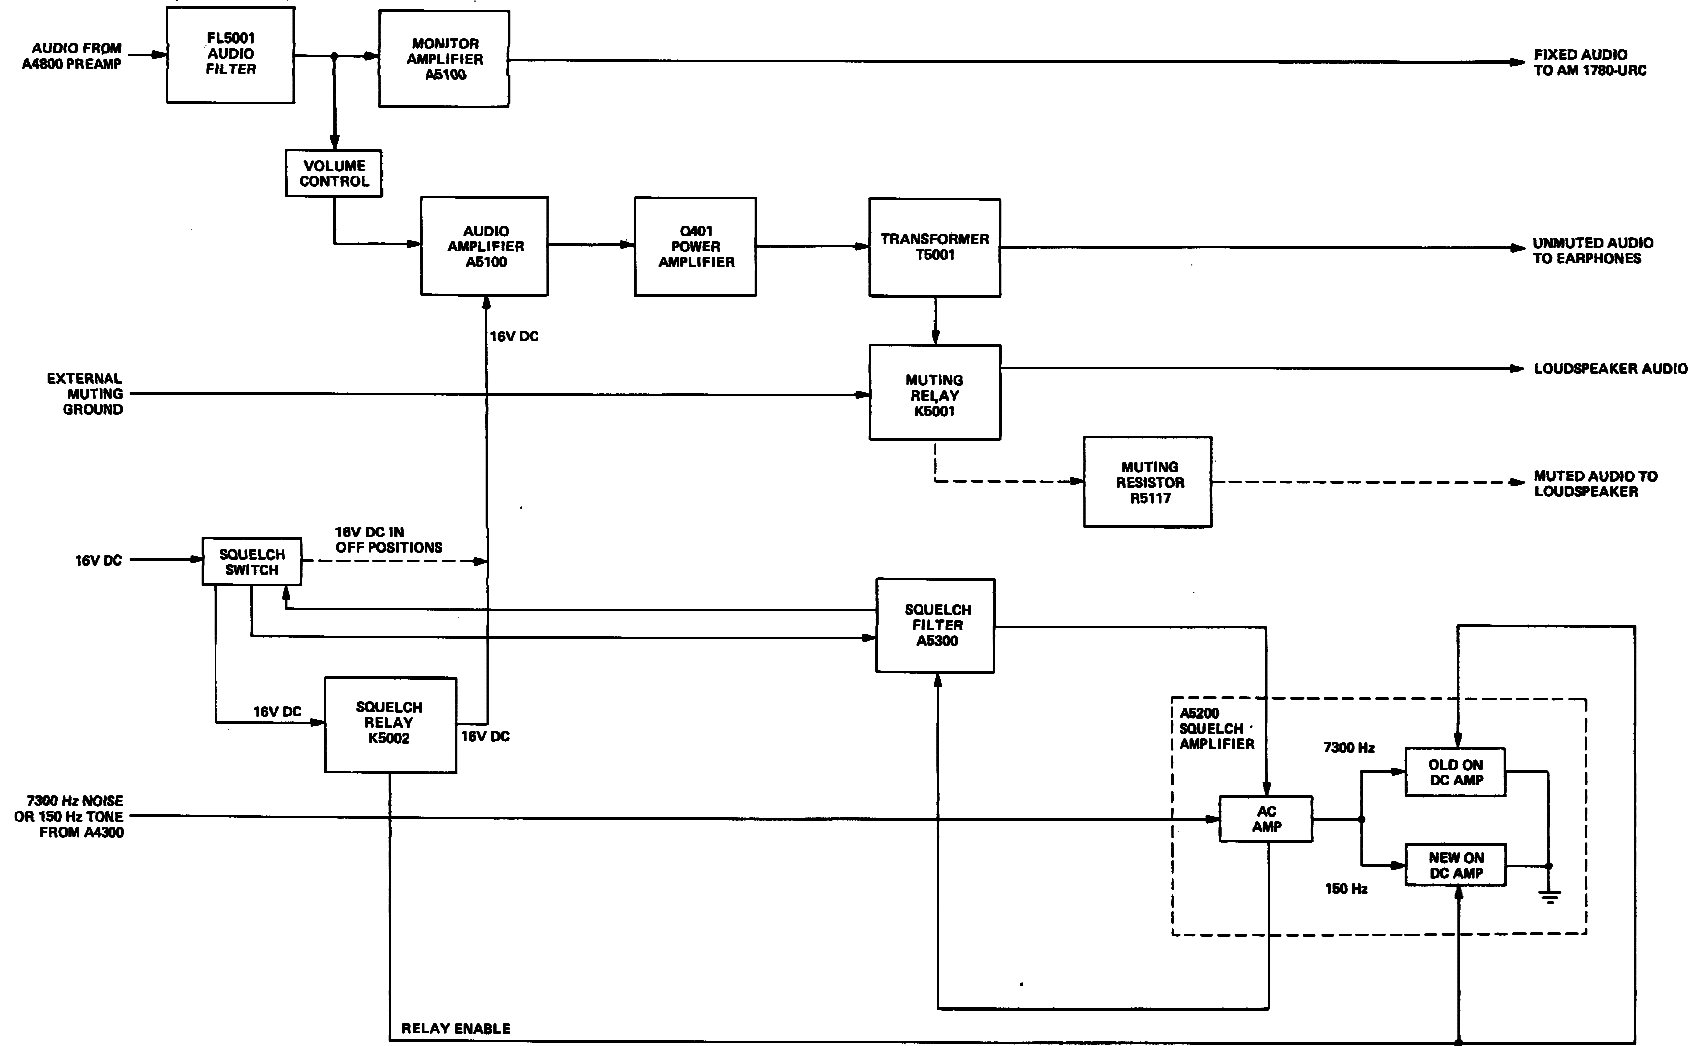 AUDIO FROM
A4800 PREAMP
FL5001
AUDIO
FILTER
MONITOR
AMPLIFIER
A5100
FIXED AUDIO
TO AM 1780-URC
VOLUME
CONTROL
AUDIO
AMPLIFIER
A5100
Q401
POWER
AMPLIFIER
TRANSFORMER
T5001
UNMUTED AUDIO
TO EARPHONES
16V DC
EXTERNAL
MUTING
GROUND
MUTING
RELAY
K5001
LOUDSPEAKER AUDIO
MUTING
RESISTOR
R5117
MUTED AUDIO TO
LOUDSPEAKER
16V DC
SQUELCH
SWITCH
16V DC IN
OFF POSITIONS
SQUELCH
FILTER
A5300
16V DC
SQUELCH
RELAY
K5002
16V DC
A5200
SQUELCH
AMPLIFIER
7300 Hz
OLD ON
DC AMP
7300 Hz NOISE
OR 150 Hz TONE
FROM A4300
AC
AMP
NEW ON
DC AMP
150 Hz
RELAY ENABLE